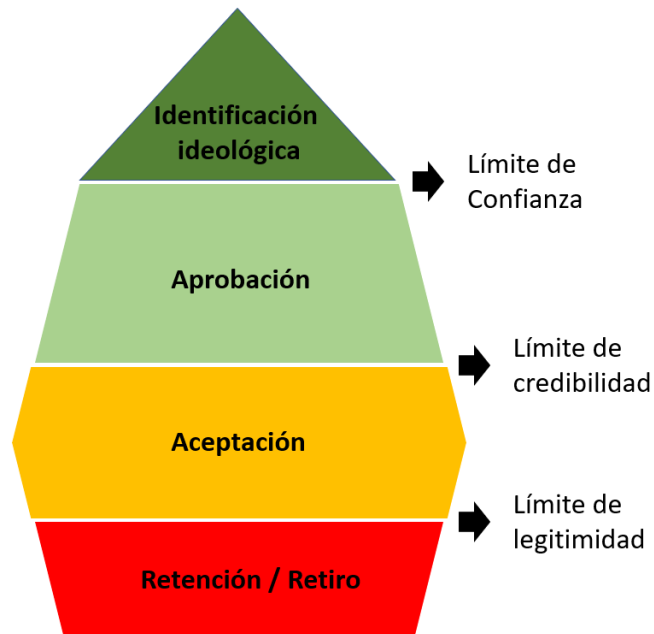 Identificación
ideológica
Límite de
Confianza
Aprobación
Límite de
credibilidad
Aceptación
Límite de
legitimidad
Retención / Retiro